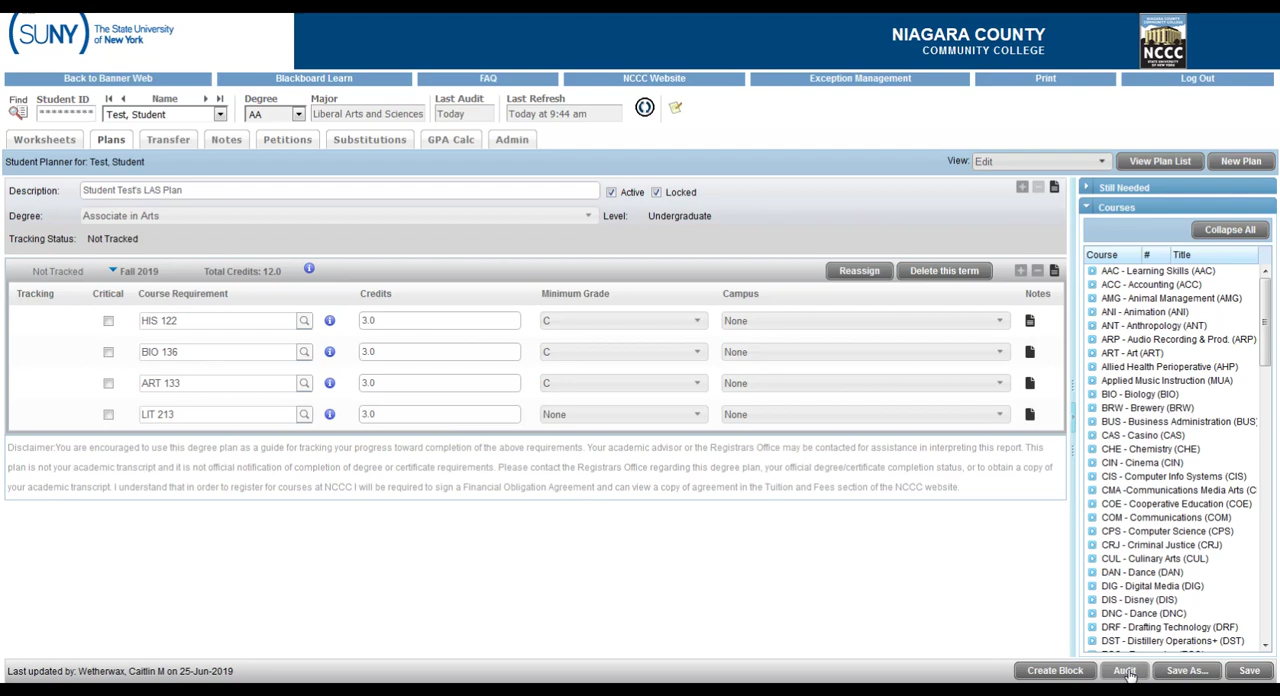 SUNY
The State University
of New York
NIAGARA COUNTY
COMMUNITY COLLEGE
NIAGARA COUNTY
COMMUNITY COLLEGE
NCCC
Back to Banner Web
Blackboard Learn
FAQ
NCCC Website
Exception Management
Print
Log Out
Find
Student ID
Name
Degree
Major
Last Audit
Last Refresh
*********
Test, Student
AA
Liberal Arts and Sciences
Today
Today at 9:44 am
Worksheets
Plans
Transfer
Notes
Petitions
Substitutions
GPA Calc
Admin
Student Planner for: Test, Student
View:
Edit
View Plan List
New Plan
Description:
Student Test's LAS Plan
Active
Locked
Degree:
Associate in Arts
Level:
Undergraduate
Tracking Status:
Not Tracked
Not Tracked
Fall 2019
Total Credits: 12.0
Reassign
Delete this term
Tracking
Critical
Course Requirement
Credits
Minimum Grade
Campus
Notes
HIS 122
3.0
C
None
BIO 136
3.0
C
None
ART 133
3.0
C
None
LIT 213
3.0
None
None
Disclaimer:You are encouraged to use this degree plan as a guide for tracking your progress toward completion of the above requirements. Your academic advisor or the Registrars Office may be contacted for assistance in interpreting this report. This
plan is not your academic transcript and it is not official notification of completion of degree or certificate requirements. Please contact the Registrars Office regarding this degree plan, your official degree/certificate completion status, or to obtain a copy of
your academic transcript. I understand that in order to register for courses at NCCC I will be required to sign a Financial Obligation Agreement and can view a copy of agreement in the Tuition and Fees section of the NCCC website.
Still Needed
Courses
Collapse All
Course
#
Title
AAC - Learning Skills (AAC)
ACC - Accounting (ACC)
AMG - Animal Management (AMG)
ANI - Animation (ANI)
ANT - Anthropology (ANT)
ARP - Audio Recording & Prod. (ARP)
ART - Art (ART)
Allied Health Perioperative (AHP)
Applied Music Instruction (MUA)
BIO - Biology (BIO)
BRW - Brewery (BRW)
BUS - Business Administration (BUS)
CAS - Casino (CAS)
CHE - Chemistry (CHE)
CIN - Cinema (CIN)
CIS - Computer Info Systems (CIS)
CMA -Communications Media Arts (C
COE - Cooperative Education (COE)
COM - Communications (COM)
CPS - Computer Science (CPS)
CRJ - Criminal Justice (CRJ)
CUL - Culinary Arts (CUL)
DAN - Dance (DAN)
DIG - Digital Media (DIG)
DIS - Disney (DIS)
DNC - Dance (DNC)
DRF - Drafting Technology (DRF)
DST - Distillery Operations+ (DST)
Last updated by: Wetherwax, Caitlin M on 25-Jun-2019
Create Block
Audit
Save As...
Save